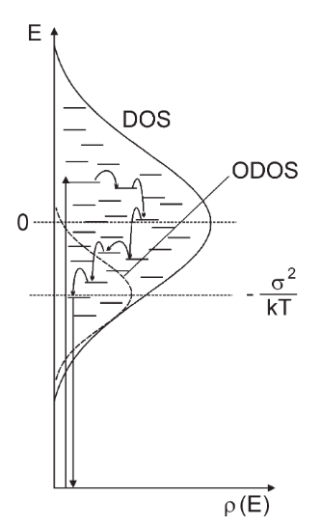 E
DOS
ODOS
0
- σ²/kT
ρ(E)